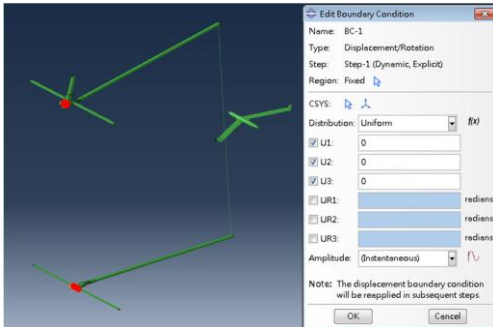 Edit Boundary Condition
Name: BC-1
Type: Displacement/Rotation
Step: Step-1 (Dynamic, Explicit)
Region: Fixed
CSYS:
Distribution: Uniform f(x)
U1: 0
U2: 0
U3: 0
UR1: radians
UR2: radians
UR3: radians
Amplitude: (Instantaneous)
Note: The displacement boundary condition
will be reapplied in subsequent steps.
OK Cancel